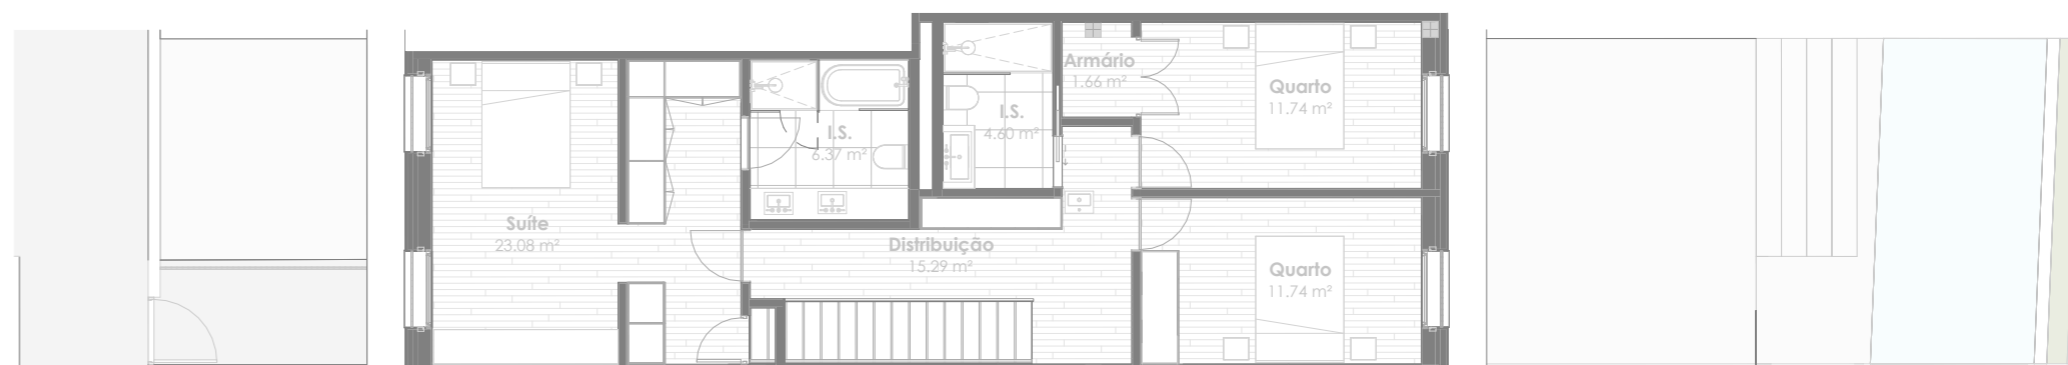 Suíte
23.08 m²
I.S.
6.37 m²
Distribuição
15.29 m²
I.S.
4.60 m²
Armário
1.66 m²
Quarto
11.74 m²
Quarto
11.74 m²